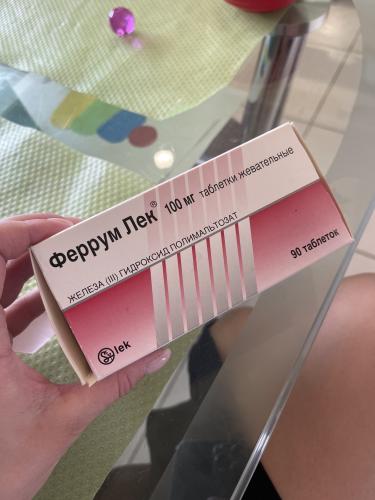 Феррум Лек® 100 мг таблетки жевательные
ЖЕЛЕЗА (III) ГИДРОКСИД ПОЛИМАЛЬТОЗАТ
90 таблеток
lek